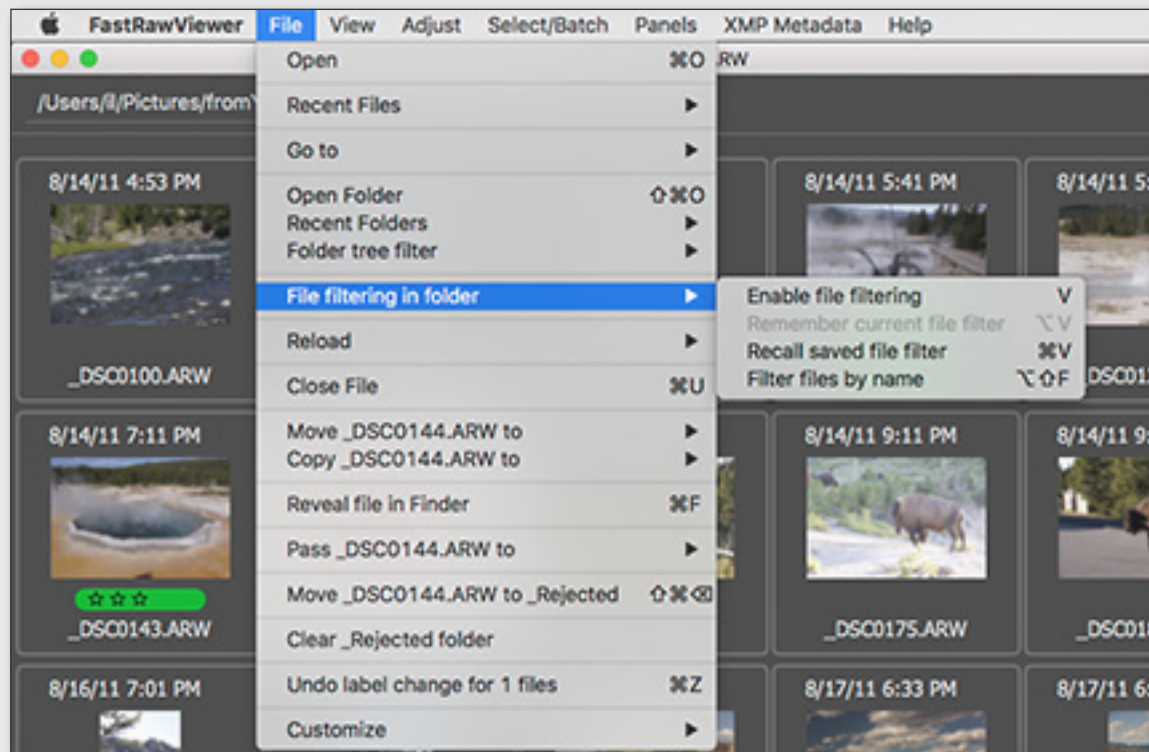 FastRawViewer File View Adjust Select/Batch Panels XMP Metadata Help
.RW
/Users/il/Pictures/from
Open ⌘O
Recent Files ▶
Go to ▶
Open Folder ⇧⌘O
Recent Folders ▶
Folder tree filter ▶
File filtering in folder ▶
Enable file filtering V
Remember current file filter ⌥V
Recall saved file filter ⌘V
Filter files by name ⌥⇧F
Reload ▶
Close File ⌘U
Move _DSC0144.ARW to ▶
Copy _DSC0144.ARW to ▶
Reveal file in Finder ⌘F
Pass _DSC0144.ARW to ▶
Move _DSC0144.ARW to _Rejected ⇧⌘⌫
Clear _Rejected folder
Undo label change for 1 files ⌘Z
Customize ▶
8/14/11 4:53 PM
8/14/11 5:41 PM
8/14/11 5:
_DSC0100.ARW
8/14/11 7:11 PM
8/14/11 9:11 PM
8/14/11 9:
_DSC0143.ARW
_DSC0175.ARW
8/16/11 7:01 PM
8/17/11 6:33 PM
8/17/11 6: